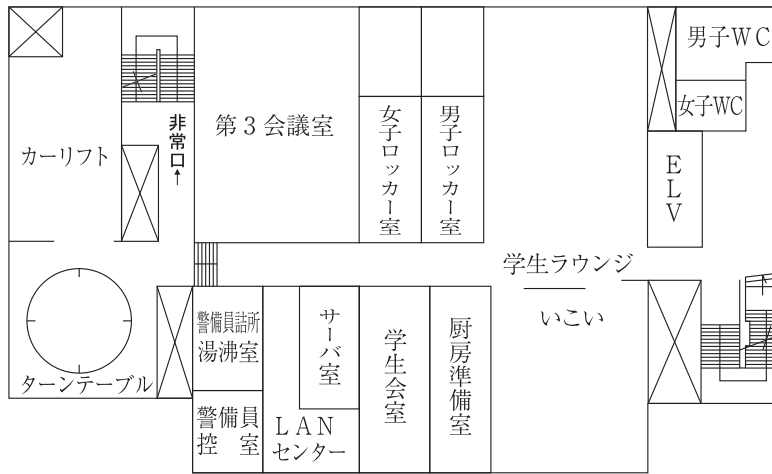 男子WC
女子WC
カーリフト
非常口→
第3会議室
女子ロッカー室
男子ロッカー室
ELV
学生ラウンジ
いこい
ターンテーブル
警備員詰所
湯沸室
サーバ室
学生会室
厨房準備室
警備員
控室
LAN
センター